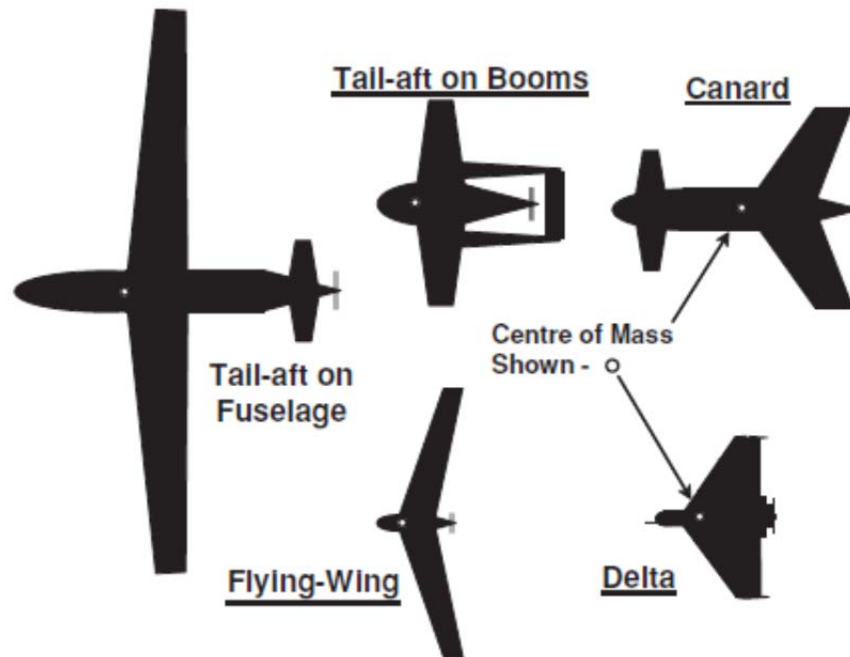 Tail-aft on Booms
Canard
Centre of Mass
Shown -
Tail-aft on
Fuselage
Flying-Wing
Delta